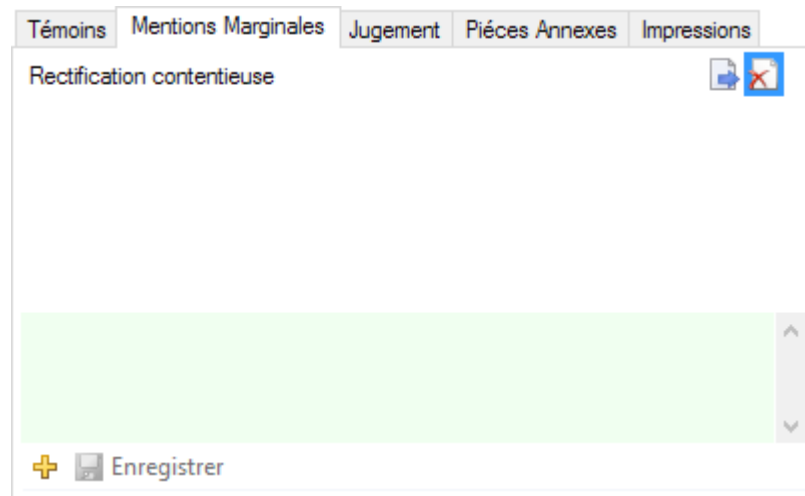 Témoins Mentions Marginales Jugement Piéces Annexes Impressions
Rectification contentieuse
Enregistrer